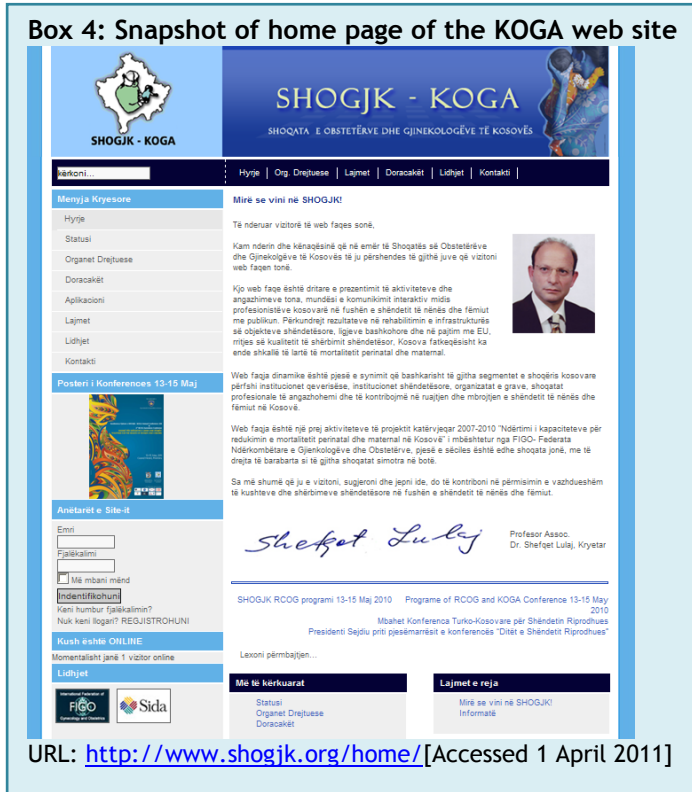 Box 4: Snapshot of home page of the KOGA web site
SHOGJK - KOGA
SHOGJK - KOGA
SHOQATA E OBSTETËRVE DHE GJINEKOLOGËVE TË KOSOVËS
kërkoni...
Hyrje | Org. Drejtuese | Lajmet | Doracakët | Lidhjet | Kontakti |
Menyja Kryesore
Hyrje
Statusi
Organet Drejtuese
Doracakët
Aplikacioni
Lajmet
Lidhjet
Kontakti
Posteri i Konferences 13-15 Maj
Anëtarët e Site-it
Emri
Fjalëkalimi
Më mbani mënd
Indentifikohuni
Keni humbur fjalëkalimin?
Nuk keni llogari? REGJISTROHUNI
Kush është ONLINE
Momentalisht janë 1 vizitor online
Lidhjet
International Federation of
FIGO
Gynecology and Obstetrics
Sida
Mirë se vini në SHOGJK!
Të nderuar vizitorë të web faqes sonë,
Kam nderin dhe kënaqësinë që në emër të Shoqatës së Obstetërëve
dhe Gjinekologëve të Kosovës të ju përshendes të gjithë juve që vizitoni
web faqen tonë.
Kjo web faqe është dritare e prezentimit të aktiviteteve dhe
angazhimeve tona, mundësi e komunikimit interaktiv midis
profesionistëve kosovarë në fushën e shëndetit të nënës dhe fëmiut
me publikun. Përkundrejt rezultateve në rehabilitimin e infrastrukturës
së objekteve shëndetësore, ligjeve bashkohore dhe në pajtim me EU,
rritjes së kualitetit të shërbimit shëndetësor, Kosova fatkeqësisht ka
ende shkallë të lartë të mortalitetit perinatal dhe maternal.
Web faqja dinamike është pjesë e synimit që bashkarisht të gjitha segmentet e shoqëris kosovare
përfshi institucionet qeverisëse, institucionet shëndetësore, organizatat e grave, shoqatat
profesionale të angazhohemi dhe të kontribojmë në ruajtjen dhe mbrojtjen e shëndetit të nënës dhe
fëmiut në Kosovë.
Web faqja është një prej aktiviteteve të projektit katërvjeqar 2007-2010 "Ndërtimi i kapaciteteve për
redukimin e mortalitetit perinatal dhe maternal në Kosovë" i mbështetur nga FIGO- Federata
Ndërkombëtare e Gjienkologëve dhe Obstetërve, pjesë e séciles është edhe shoqata jonë, me të
drejta të barabarta si të gjitha shoqatat simotra në botë.
Sa më shumë që ju e vizitoni, sugjeroni dhe jepni ide, do të kontriboni në përmisimin e vazhdueshëm
të kushteve dhe shërbimeve shëndetësore në fushën e shëndetit të nënës dhe fëmiut.
Shefqet Lulaj
Profesor Assoc.
Dr. Shefqet Lulaj, Kryetar
SHOGJK RCOG programi 13-15 Maj 2010 Programe of RCOG and KOGA Conference 13-15 May
2010
Mbahet Konferenca Turko-Kosovare për Shëndetin Riprodhues
Presidenti Sejdiu priti pjesëmarrësit e konferencës "Ditët e Shëndetit Riprodhues"
Lexoni përmbajtjen...
Më të kërkuarat
Statusi
Organet Drejtuese
Doracakët
Lajmet e reja
Mirë se vini në SHOGJK!
Informatë
URL: http://www.shogjk.org/home/[Accessed 1 April 2011]